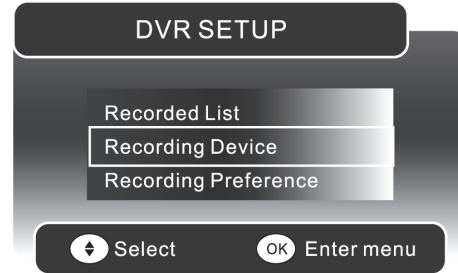 DVR SETUP
Recorded List
Recording Device
Recording Preference
Select OK Enter menu